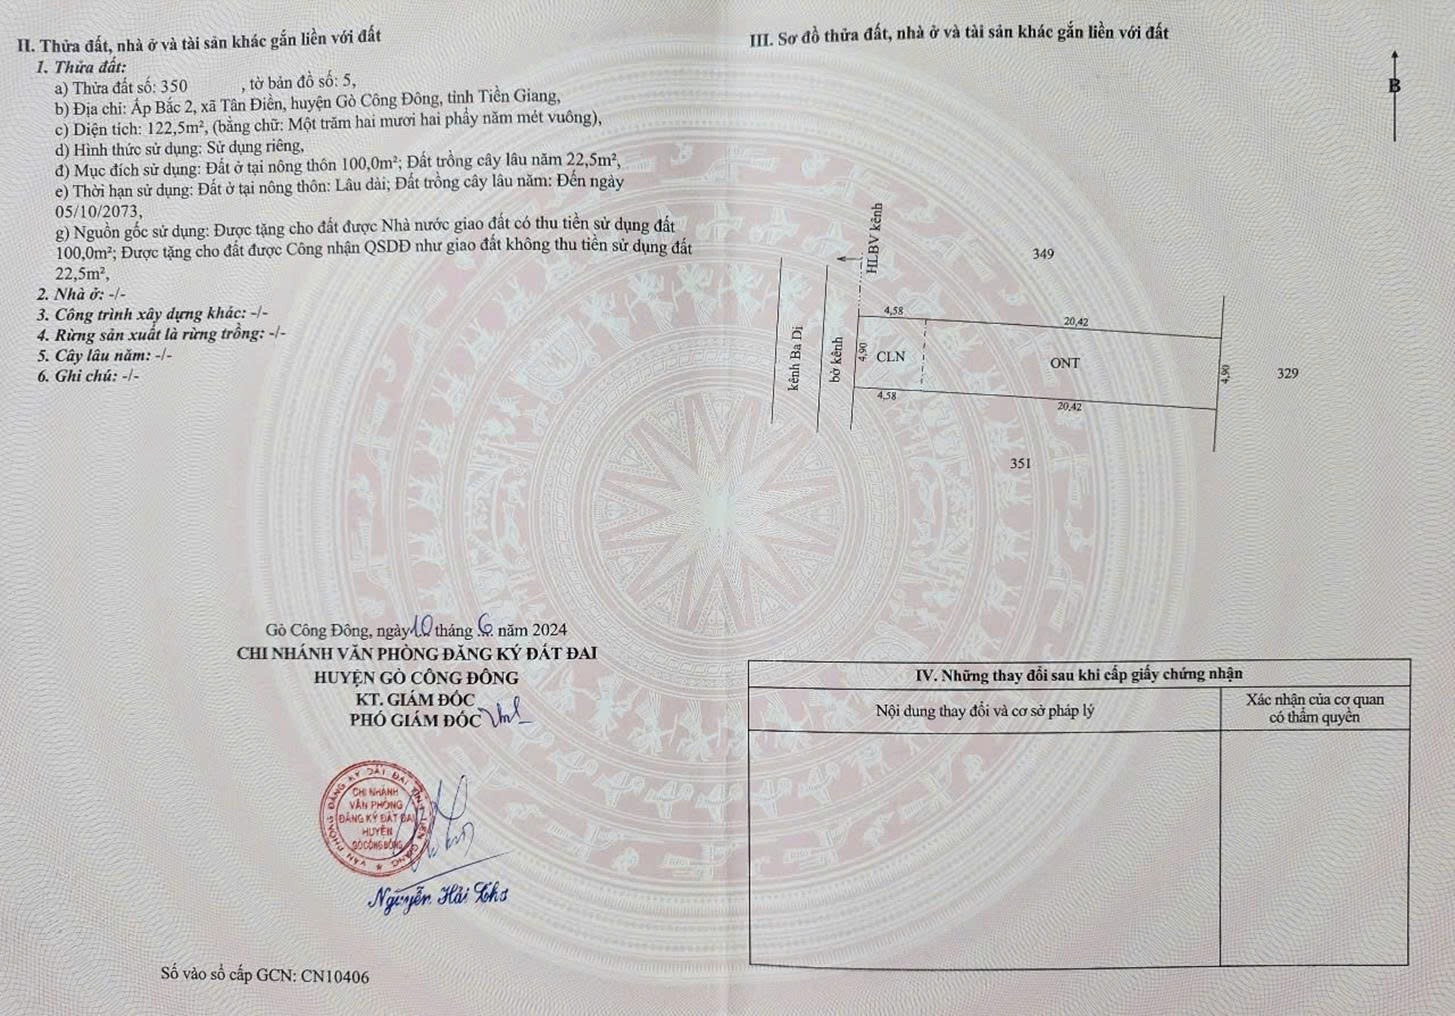 II. Thửa đất, nhà ở và tài sản khác gắn liền với đất
1. Thửa đất:
a) Thửa đất số: 350 , tờ bản đồ số: 5,
b) Địa chỉ: Ấp Bắc 2, xã Tân Điền, huyện Gò Công Đông, tỉnh Tiền Giang,
c) Diện tích: 122,5m², (bằng chữ: Một trăm hai mươi hai phẩy năm mét vuông),
d) Hình thức sử dụng: Sử dụng riêng,
đ) Mục đích sử dụng: Đất ở tại nông thôn 100,0m²; Đất trồng cây lâu năm 22,5m²,
e) Thời hạn sử dụng: Đất ở tại nông thôn: Lâu dài; Đất trồng cây lâu năm: Đến ngày
05/10/2073,
g) Nguồn gốc sử dụng: Được tặng cho đất được Nhà nước giao đất có thu tiền sử dụng đất
100,0m²; Được tặng cho đất được Công nhận QSDĐ như giao đất không thu tiền sử dụng đất
22,5m²,
2. Nhà ở: -/-
3. Công trình xây dựng khác: -/-
4. Rừng sản xuất là rừng trồng: -/-
5. Cây lâu năm: -/-
6. Ghi chú: -/-
Gò Công Đông, ngày 10 tháng 6 năm 2024
CHI NHÁNH VĂN PHÒNG ĐĂNG KÝ ĐẤT ĐAI
HUYỆN GÒ CÔNG ĐÔNG
KT. GIÁM ĐỐC
PHÓ GIÁM ĐỐC
VĂN PHÒNG ĐĂNG KÝ ĐẤT ĐAI TỈNH TIỀN GIANG
CHI NHÁNH
VĂN PHÒNG
ĐĂNG KÝ ĐẤT ĐAI
HUYỆN
GÒ CÔNG ĐÔNG
Nguyễn Hải
Số vào sổ cấp GCN: CN10406
III. Sơ đồ thửa đất, nhà ở và tài sản khác gắn liền với đất
B
HLBV kênh
349
4,58
20,42
kênh Ba Dị
bờ kênh
4,90
CLN
ONT
4,90
329
4,58
20,42
351
IV. Những thay đổi sau khi cấp giấy chứng nhận
Nội dung thay đổi và cơ sở pháp lý
Xác nhận của cơ quan
có thẩm quyền